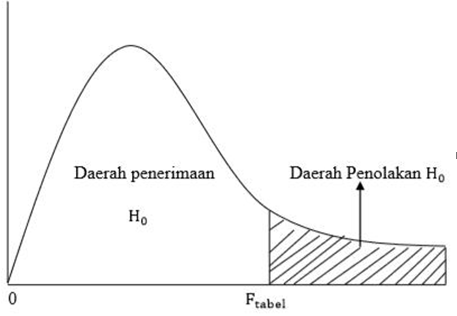 Daerah penerimaan
H₀
Daerah Penolakan H₀
0
Fₜₐbₑₗ